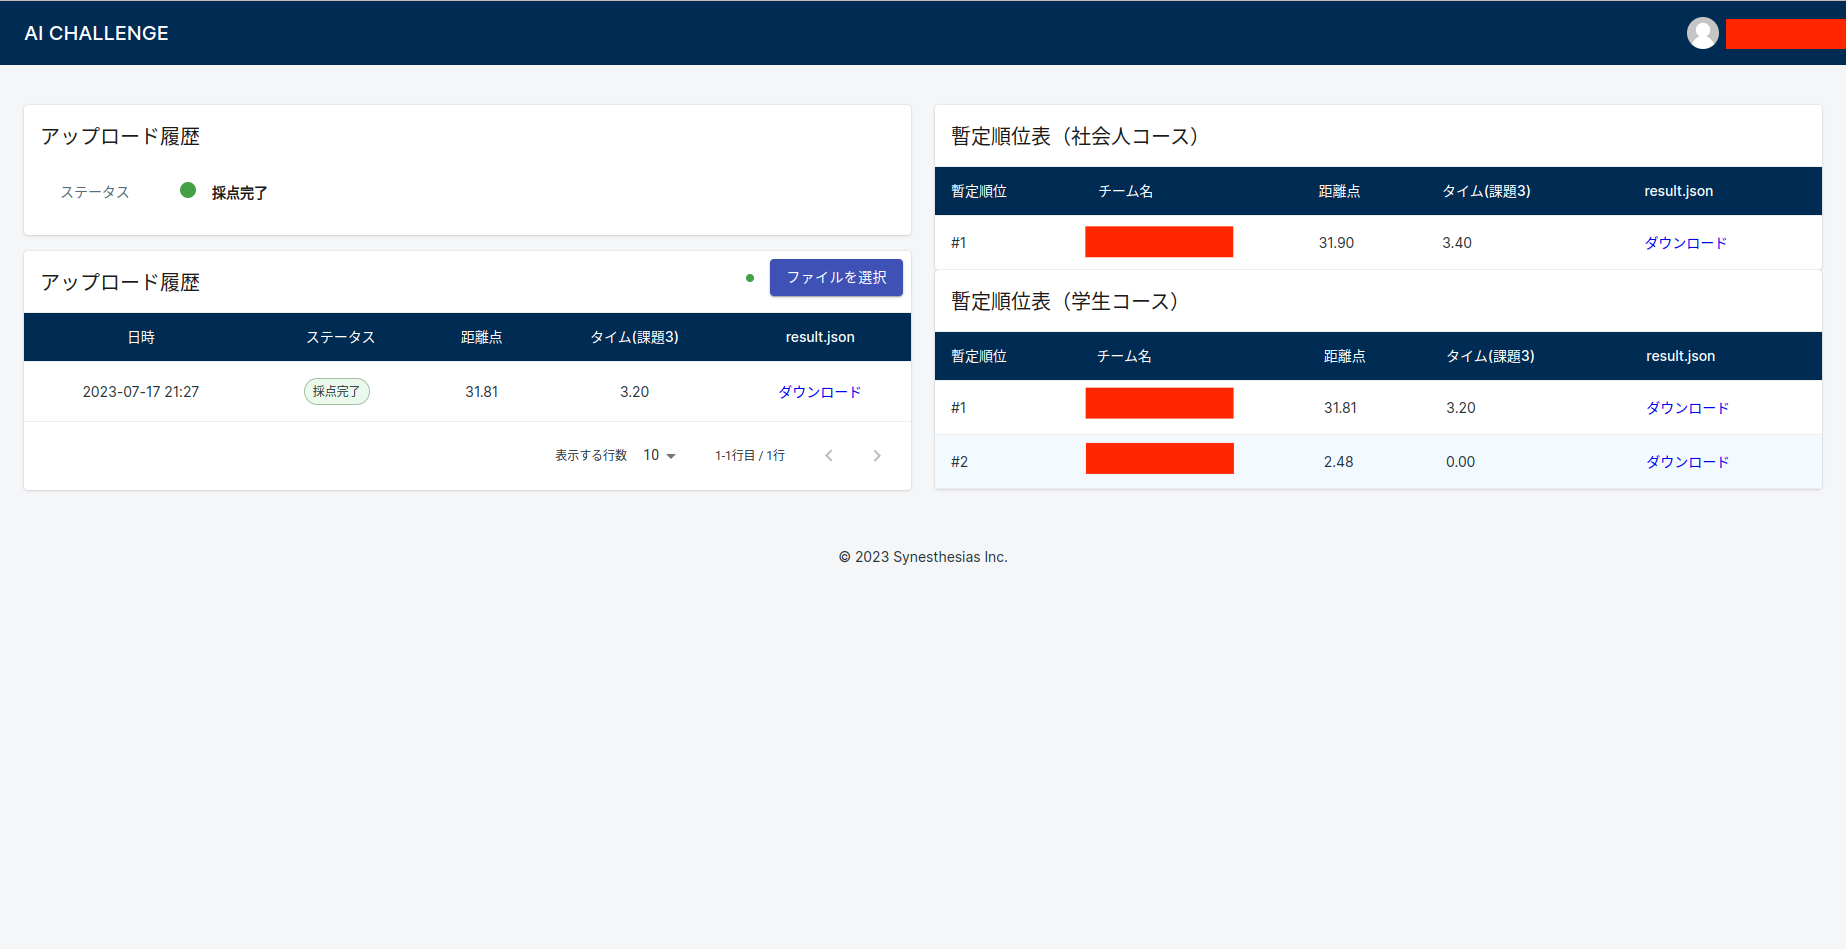 AI CHALLENGE
アップロード履歴
ステータス 採点完了
アップロード履歴 ファイルを選択
日時 ステータス 距離点 タイム(課題3) result.json
2023-07-17 21:27 採点完了 31.81 3.20 ダウンロード
表示する行数 10 1-1行目 / 1行
暫定順位表（社会人コース）
暫定順位 チーム名 距離点 タイム(課題3) result.json
#1 31.90 3.40 ダウンロード
暫定順位表（学生コース）
暫定順位 チーム名 距離点 タイム(課題3) result.json
#1 31.81 3.20 ダウンロード
#2 2.48 0.00 ダウンロード
© 2023 Synesthesias Inc.